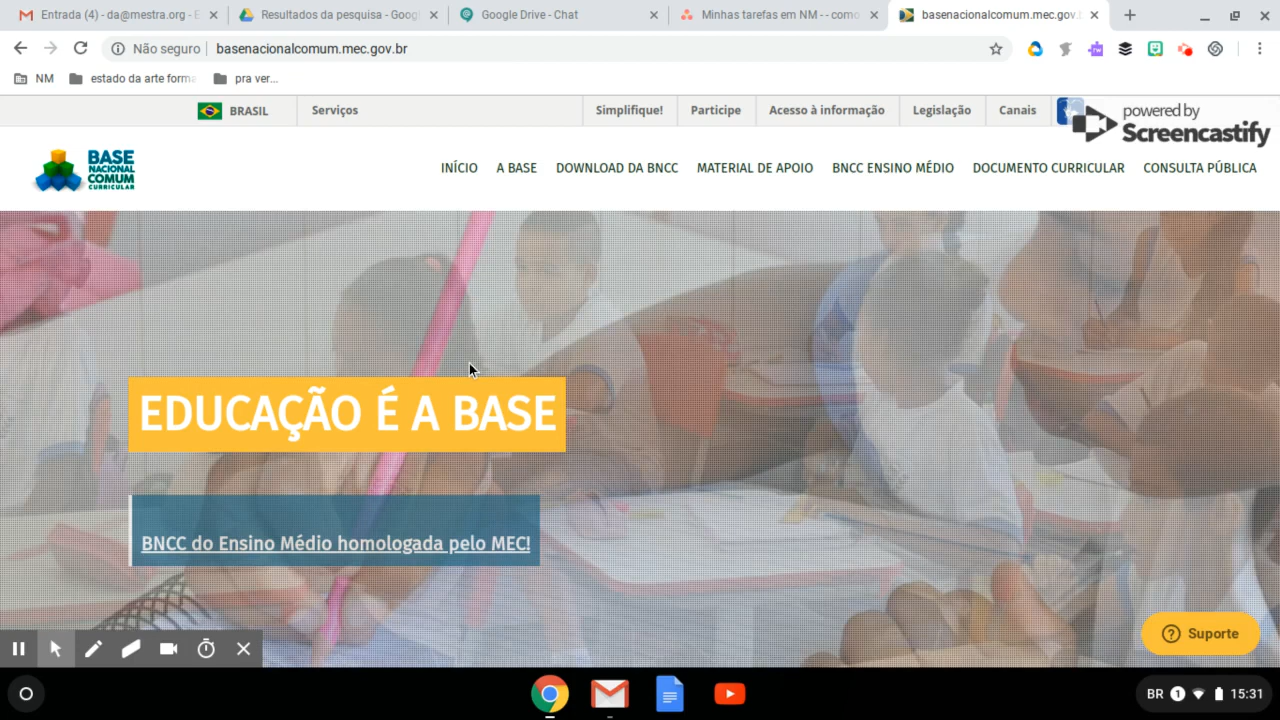 Entrada (4) - da@mestra.org - E
Resultados da pesquisa - Goog
Google Drive - Chat
Minhas tarefas em NM - - como
basenacionalcomum.mec.gov.
Não seguro
basenacionalcomum.mec.gov.br
NM
estado da arte forma
pra ver...
BRASIL
Serviços
Simplifique!
Participe
Acesso à informação
Legislação
Canais
powered by
Screencastify
BASE
NACIONAL
COMUM
CURRICULAR
INÍCIO
A BASE
DOWNLOAD DA BNCC
MATERIAL DE APOIO
BNCC ENSINO MÉDIO
DOCUMENTO CURRICULAR
CONSULTA PÚBLICA
EDUCAÇÃO É A BASE
BNCC do Ensino Médio homologada pelo MEC!
Suporte
BR
1
15:31